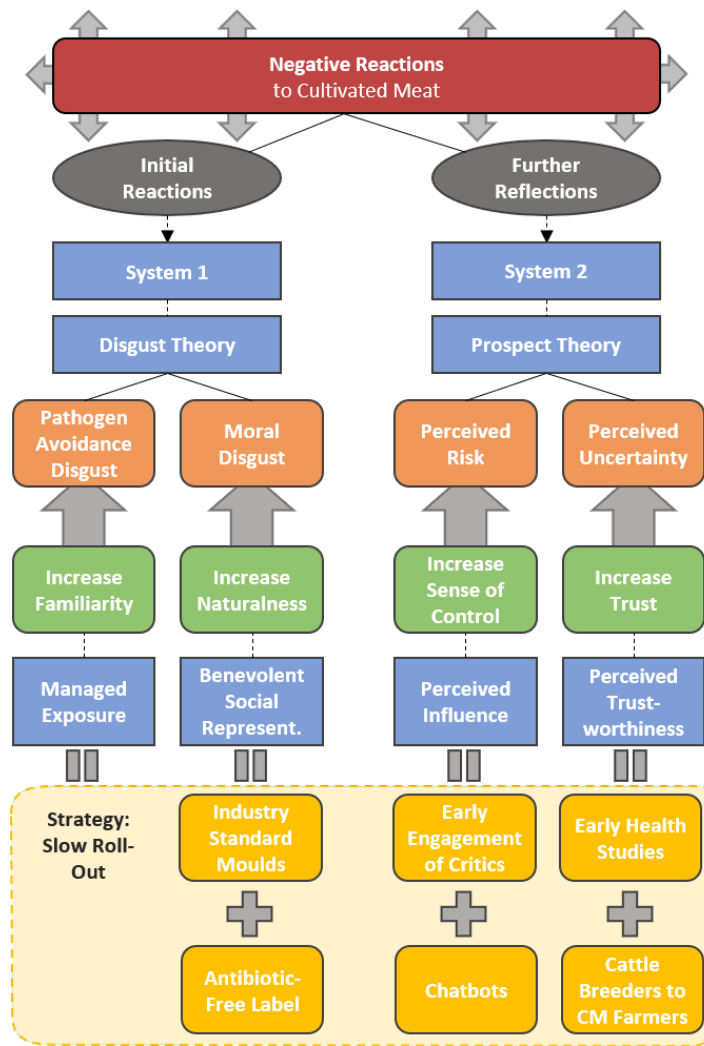 Negative Reactions
to Cultivated Meat
Initial
Reactions
Further
Reflections
System 1
System 2
Disgust Theory
Prospect Theory
Pathogen
Avoidance
Disgust
Moral
Disgust
Perceived
Risk
Perceived
Uncertainty
Increase
Familiarity
Increase
Naturalness
Increase
Sense of
Control
Increase
Trust
Managed
Exposure
Benevolent
Social
Represent.
Perceived
Influence
Perceived
Trust-
worthiness
Strategy:
Slow Roll-
Out
Industry
Standard
Moulds
Early
Engagement
of Critics
Early Health
Studies
Antibiotic-
Free Label
Chatbots
Cattle
Breeders to
CM Farmers